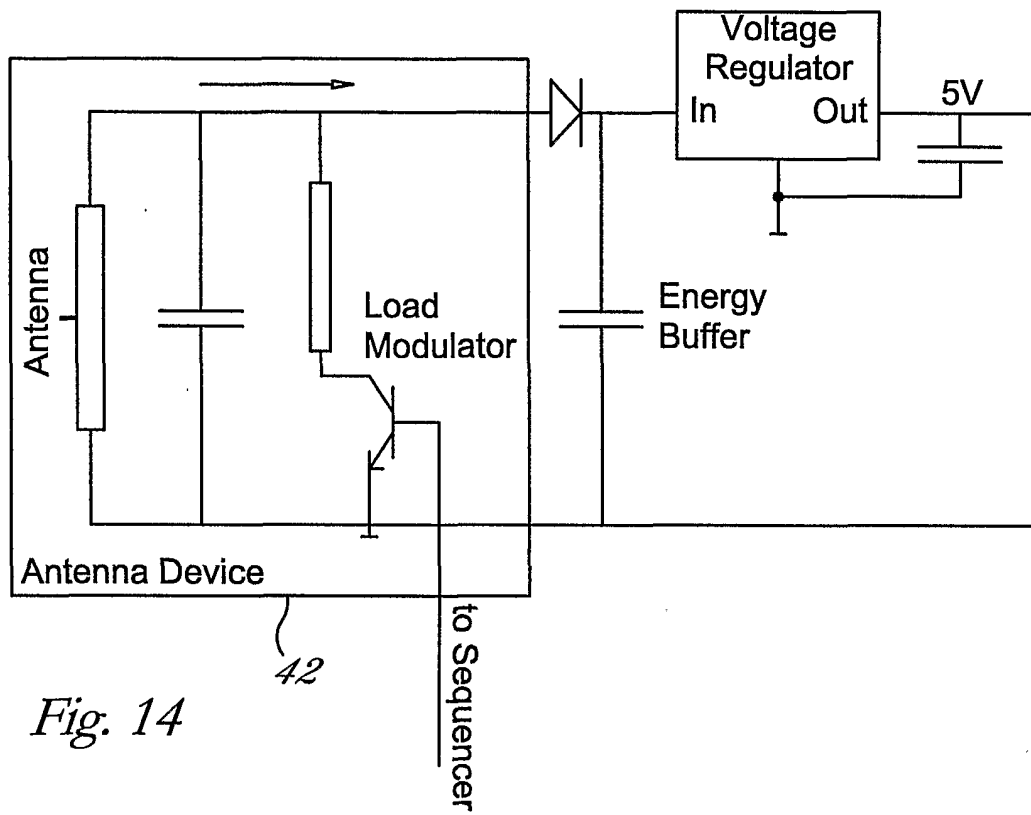 Voltage
Regulator
In
Out
5V
Antenna
Load
Modulator
Energy
Buffer
Antenna Device
42
to Sequencer
Fig. 14